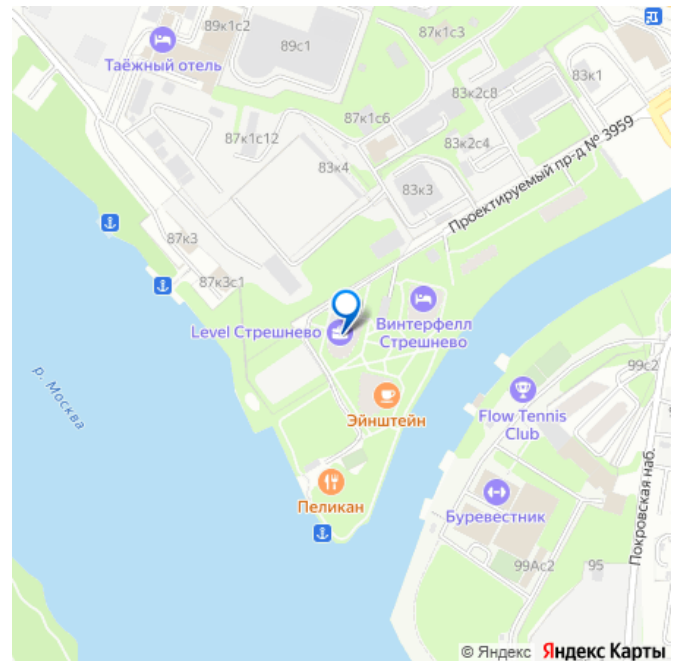 89к1с2
87к1с3
89с1
Таёжный отель
83к1
83к2с8
87к1с6
87к1с12
83к2с4
83к4
83к3
Проектируемый пр-д № 3959
87к3
87к3с1
Level Стрешнево
Винтерфелл
Стрешнево
р. Москва
99с2
Эйнштейн
Flow Tennis
Club
Пеликан
Буревестник
Покровская наб.
99Ас2
95
© Яндекс Яндекс Карты